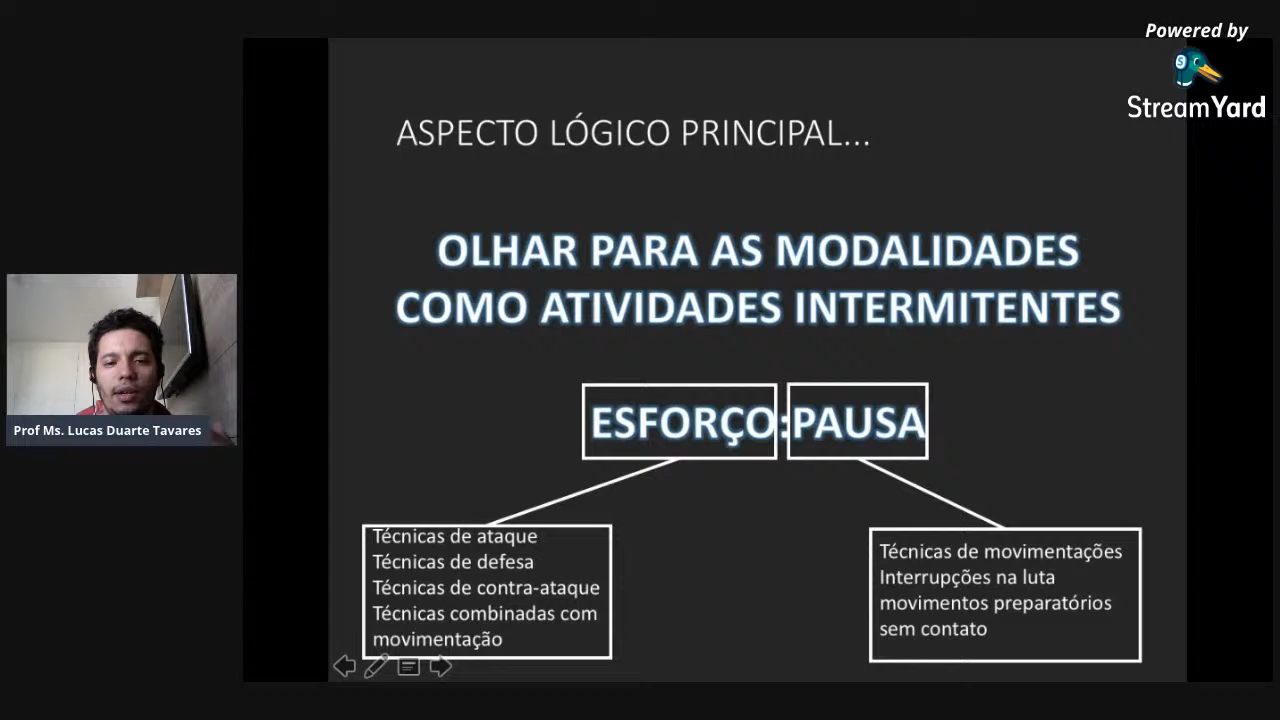 Powered by
StreamYard
ASPECTO LÓGICO PRINCIPAL...
OLHAR PARA AS MODALIDADES
COMO ATIVIDADES INTERMITENTES
ESFORÇO:PAUSA
Prof Ms. Lucas Duarte Tavares
Técnicas de ataque
Técnicas de defesa
Técnicas de contra-ataque
Técnicas combinadas com
movimentação
Técnicas de movimentações
Interrupções na luta
movimentos preparatórios
sem contato